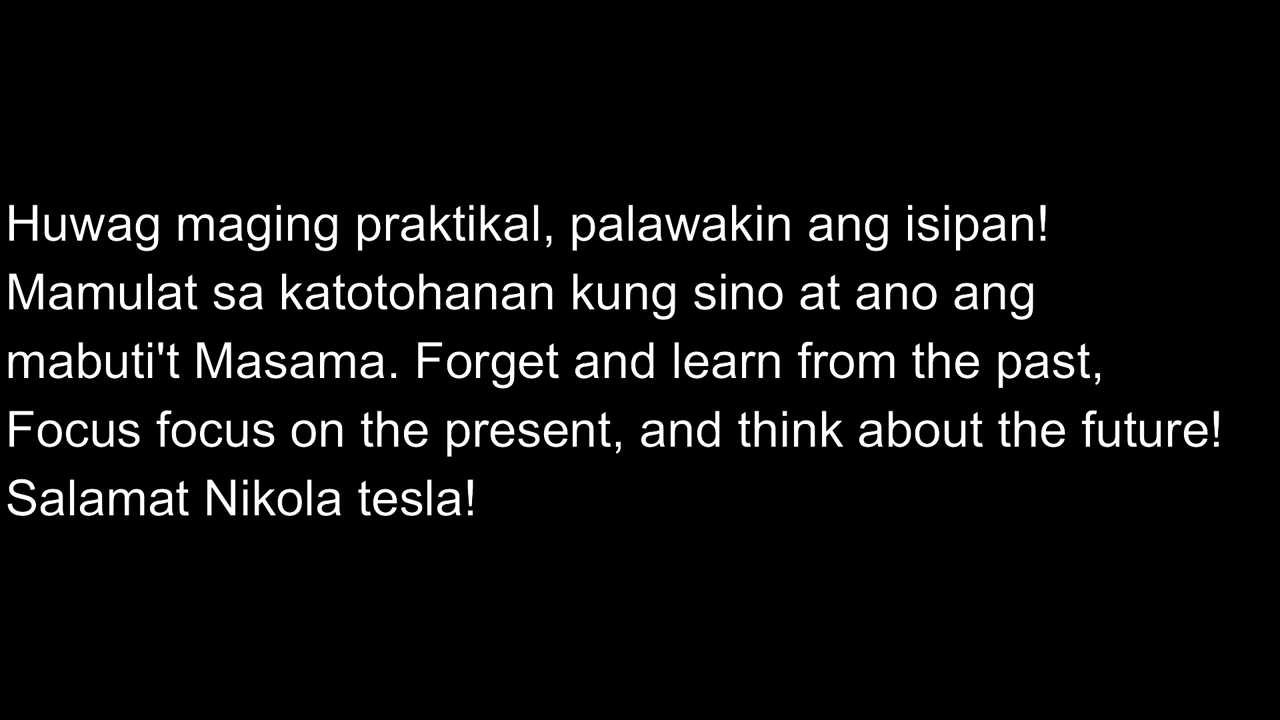 Huwag maging praktikal, palawakin ang isipan!
Mamulat sa katotohanan kung sino at ano ang
mabuti't Masama. Forget and learn from the past,
Focus focus on the present, and think about the future!
Salamat Nikola tesla!